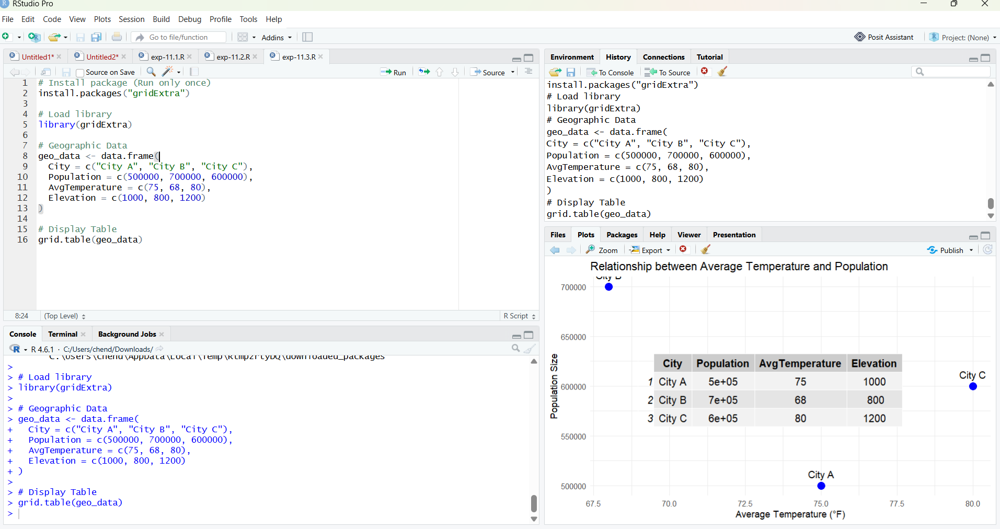 RStudio Pro
File Edit Code View Plots Session Build Debug Profile Tools Help
Go to file/function
Addins
Posit Assistant
Project: (None)
Untitled1*
Untitled2*
exp-11.1.R
exp-11.2.R
exp-11.3.R
Source on Save
Run
Source
1 # Install package (Run only once)
2 install.packages("gridExtra")
3
4 # Load library
5 library(gridExtra)
6
7 # Geographic Data
8 geo_data <- data.frame(
9 City = c("City A", "City B", "City C"),
10 Population = c(500000, 700000, 600000),
11 AvgTemperature = c(75, 68, 80),
12 Elevation = c(1000, 800, 1200)
13 )
14
15 # Display Table
16 grid.table(geo_data)
8:24 (Top Level) R Script
Console Terminal Background Jobs
R 4.6.1 · C:/Users/chend/Downloads/
>
> # Load library
> library(gridExtra)
>
> # Geographic Data
> geo_data <- data.frame(
+ City = c("City A", "City B", "City C"),
+ Population = c(500000, 700000, 600000),
+ AvgTemperature = c(75, 68, 80),
+ Elevation = c(1000, 800, 1200)
+ )
>
> # Display Table
> grid.table(geo_data)
>
Environment History Connections Tutorial
To Console To Source
install.packages("gridExtra")
# Load library
library(gridExtra)
# Geographic Data
geo_data <- data.frame(
City = c("City A", "City B", "City C"),
Population = c(500000, 700000, 600000),
AvgTemperature = c(75, 68, 80),
Elevation = c(1000, 800, 1200)
)
# Display Table
grid.table(geo_data)
Files Plots Packages Help Viewer Presentation
Zoom Export Publish
Relationship between Average Temperature and Population
City B
700000
650000
600000
550000
500000
Population Size
City Population AvgTemperature Elevation
1 City A 5e+05 75 1000
2 City B 7e+05 68 800
3 City C 6e+05 80 1200
City C
City A
67.5 70.0 72.5 75.0 77.5 80.0
Average Temperature (°F)